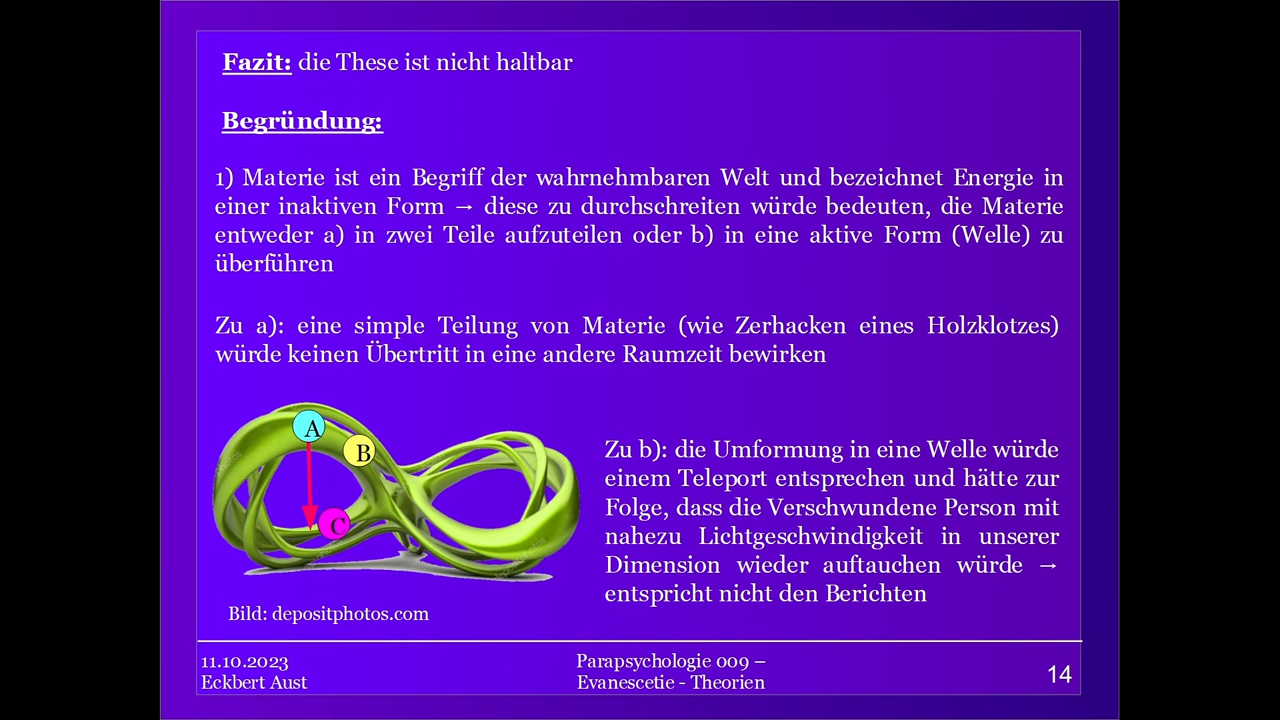 Fazit: die These ist nicht haltbar
Begründung:
1) Materie ist ein Begriff der wahrnehmbaren Welt und bezeichnet Energie in
einer inaktiven Form → diese zu durchschreiten würde bedeuten, die Materie
entweder a) in zwei Teile aufzuteilen oder b) in eine aktive Form (Welle) zu
überführen
Zu a): eine simple Teilung von Materie (wie Zerhacken eines Holzklotzes)
würde keinen Übertritt in eine andere Raumzeit bewirken
A
B
C
Bild: depositphotos.com
Zu b): die Umformung in eine Welle würde
einem Teleport entsprechen und hätte zur
Folge, dass die Verschwundene Person mit
nahezu Lichtgeschwindigkeit in unserer
Dimension wieder auftauchen würde →
entspricht nicht den Berichten
11.10.2023
Eckbert Aust
Parapsychologie 009 –
Evanescetie - Theorien
14